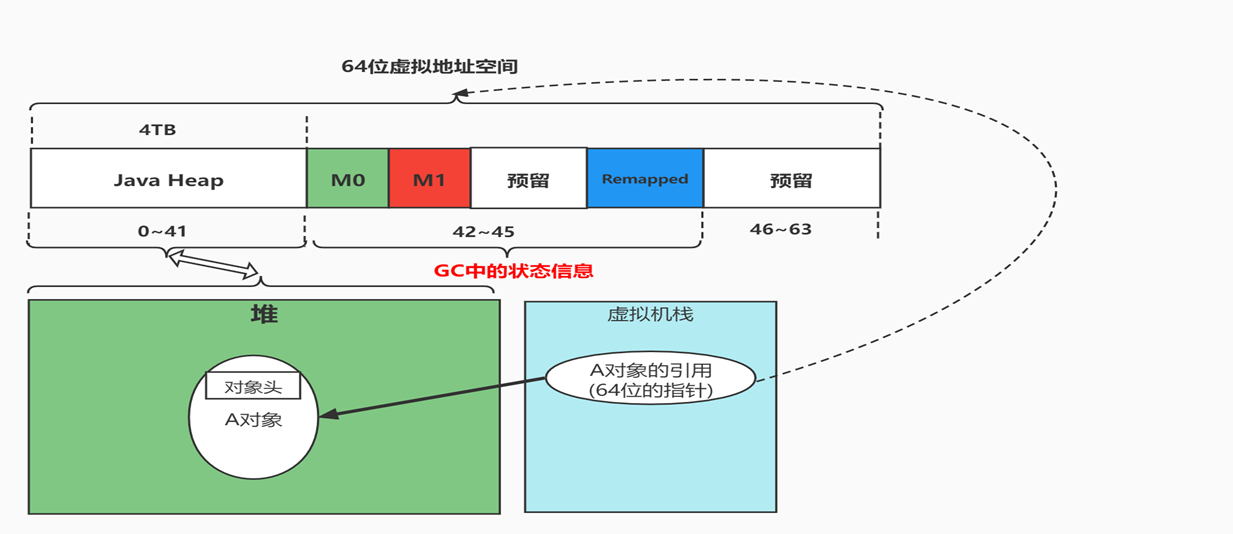 64位虚拟地址空间
4TB
Java Heap
M0
M1
预留
Remapped
预留
0~41
42~45
46~63
GC中的状态信息
堆
虚拟机栈
对象头
A对象
A对象的引用
(64位的指针)